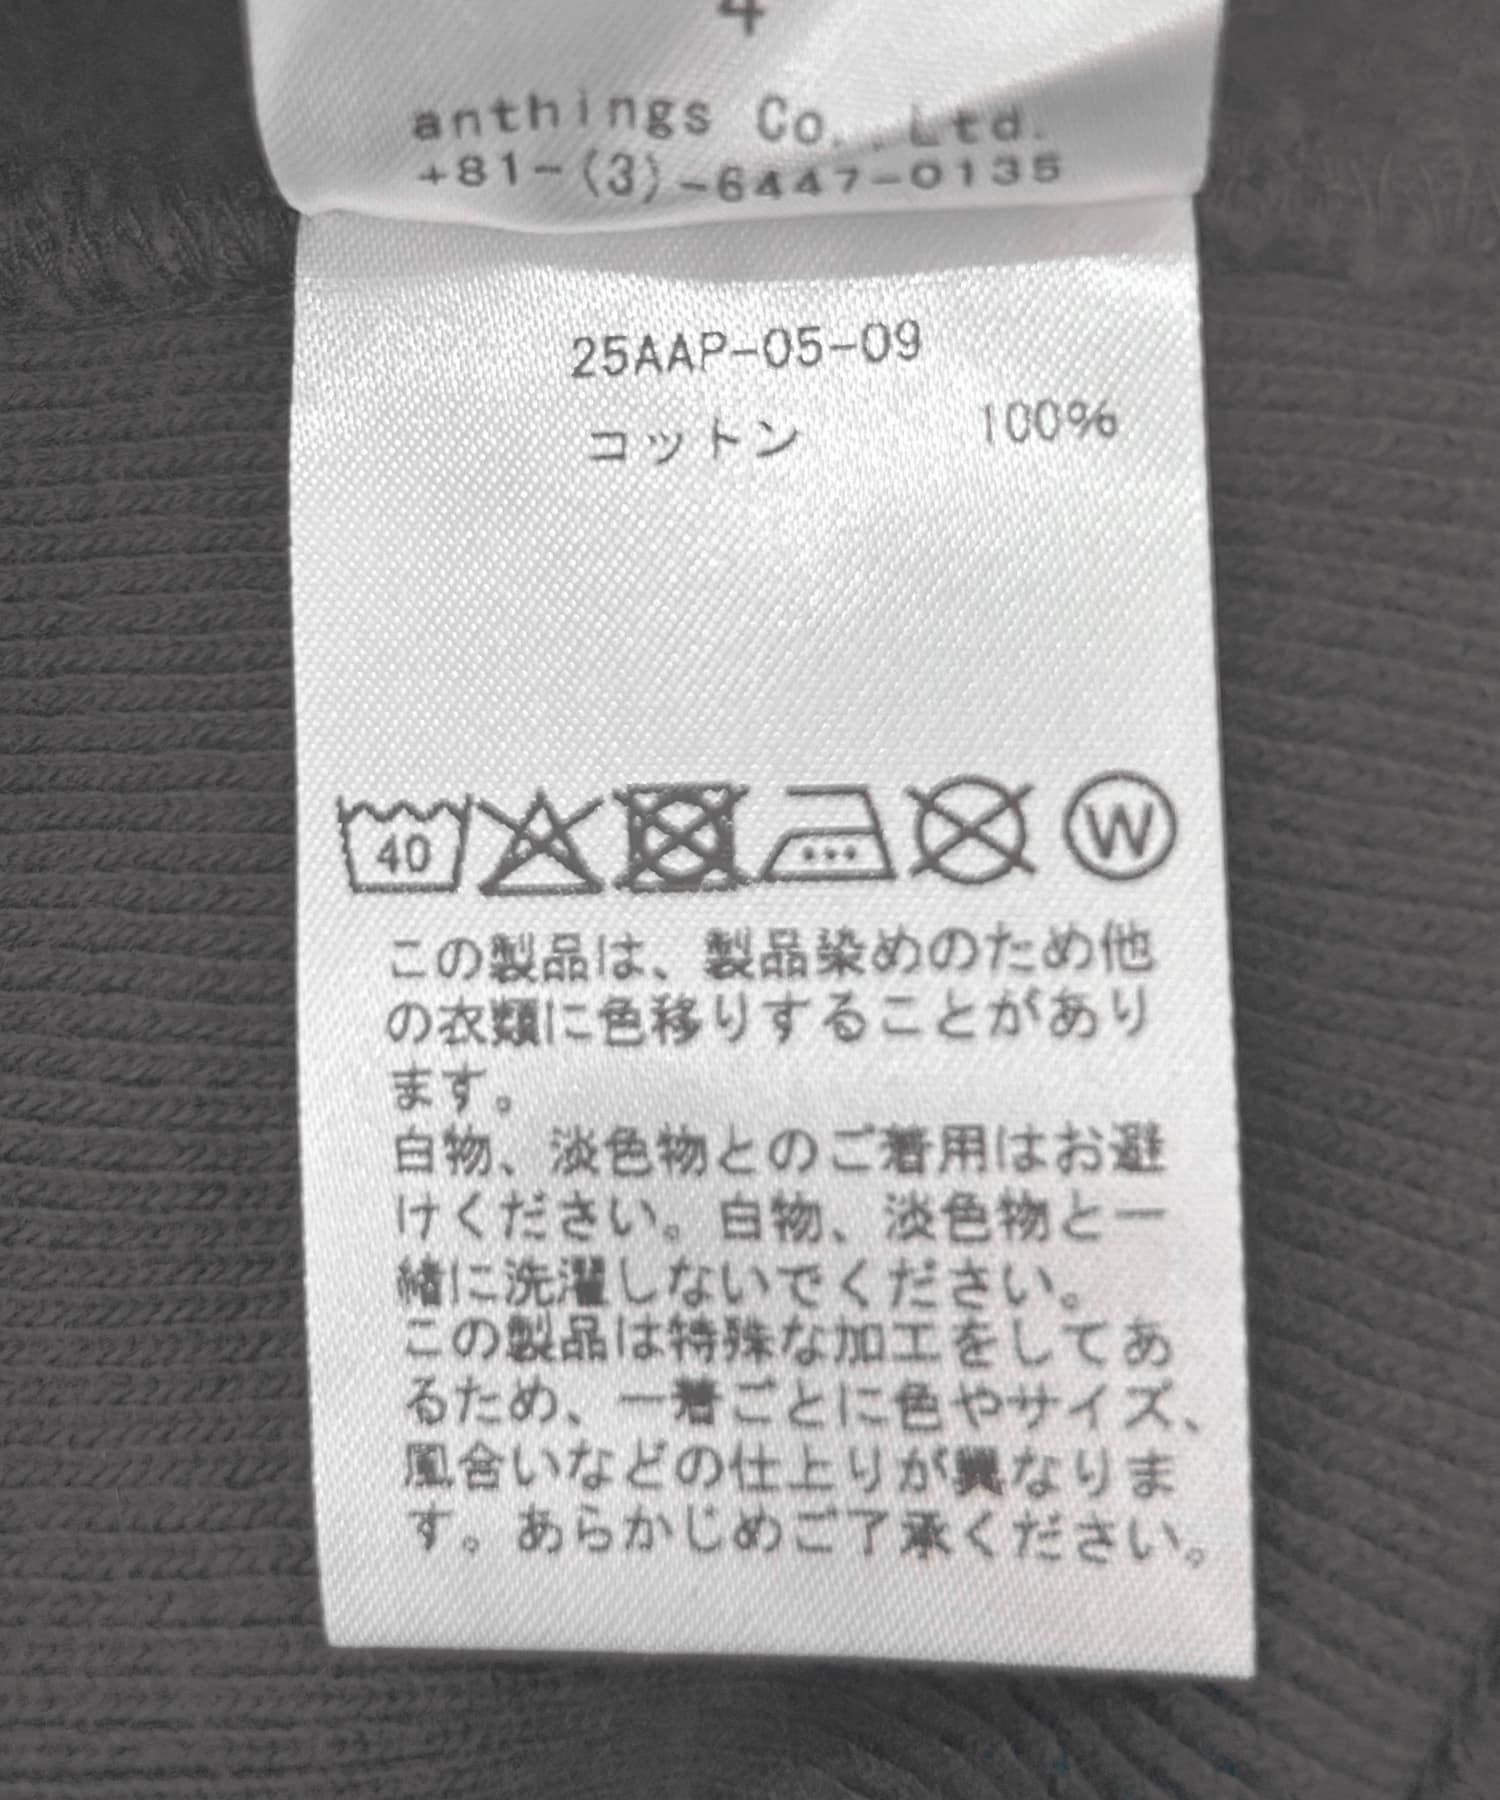 4
anthings Co.,Ltd.
+81-(3)-6447-0135
25AAP-05-09
コットン 100%
40 W
この製品は、製品染めのため他
の衣類に色移りすることがあり
ます。
白物、淡色物とのご着用はお避
けください。白物、淡色物と一
緒に洗濯しないでください。
この製品は特殊な加工をしてあ
るため、一着ごとに色やサイズ、
風合いなどの仕上りが異なりま
す。あらかじめご了承ください。